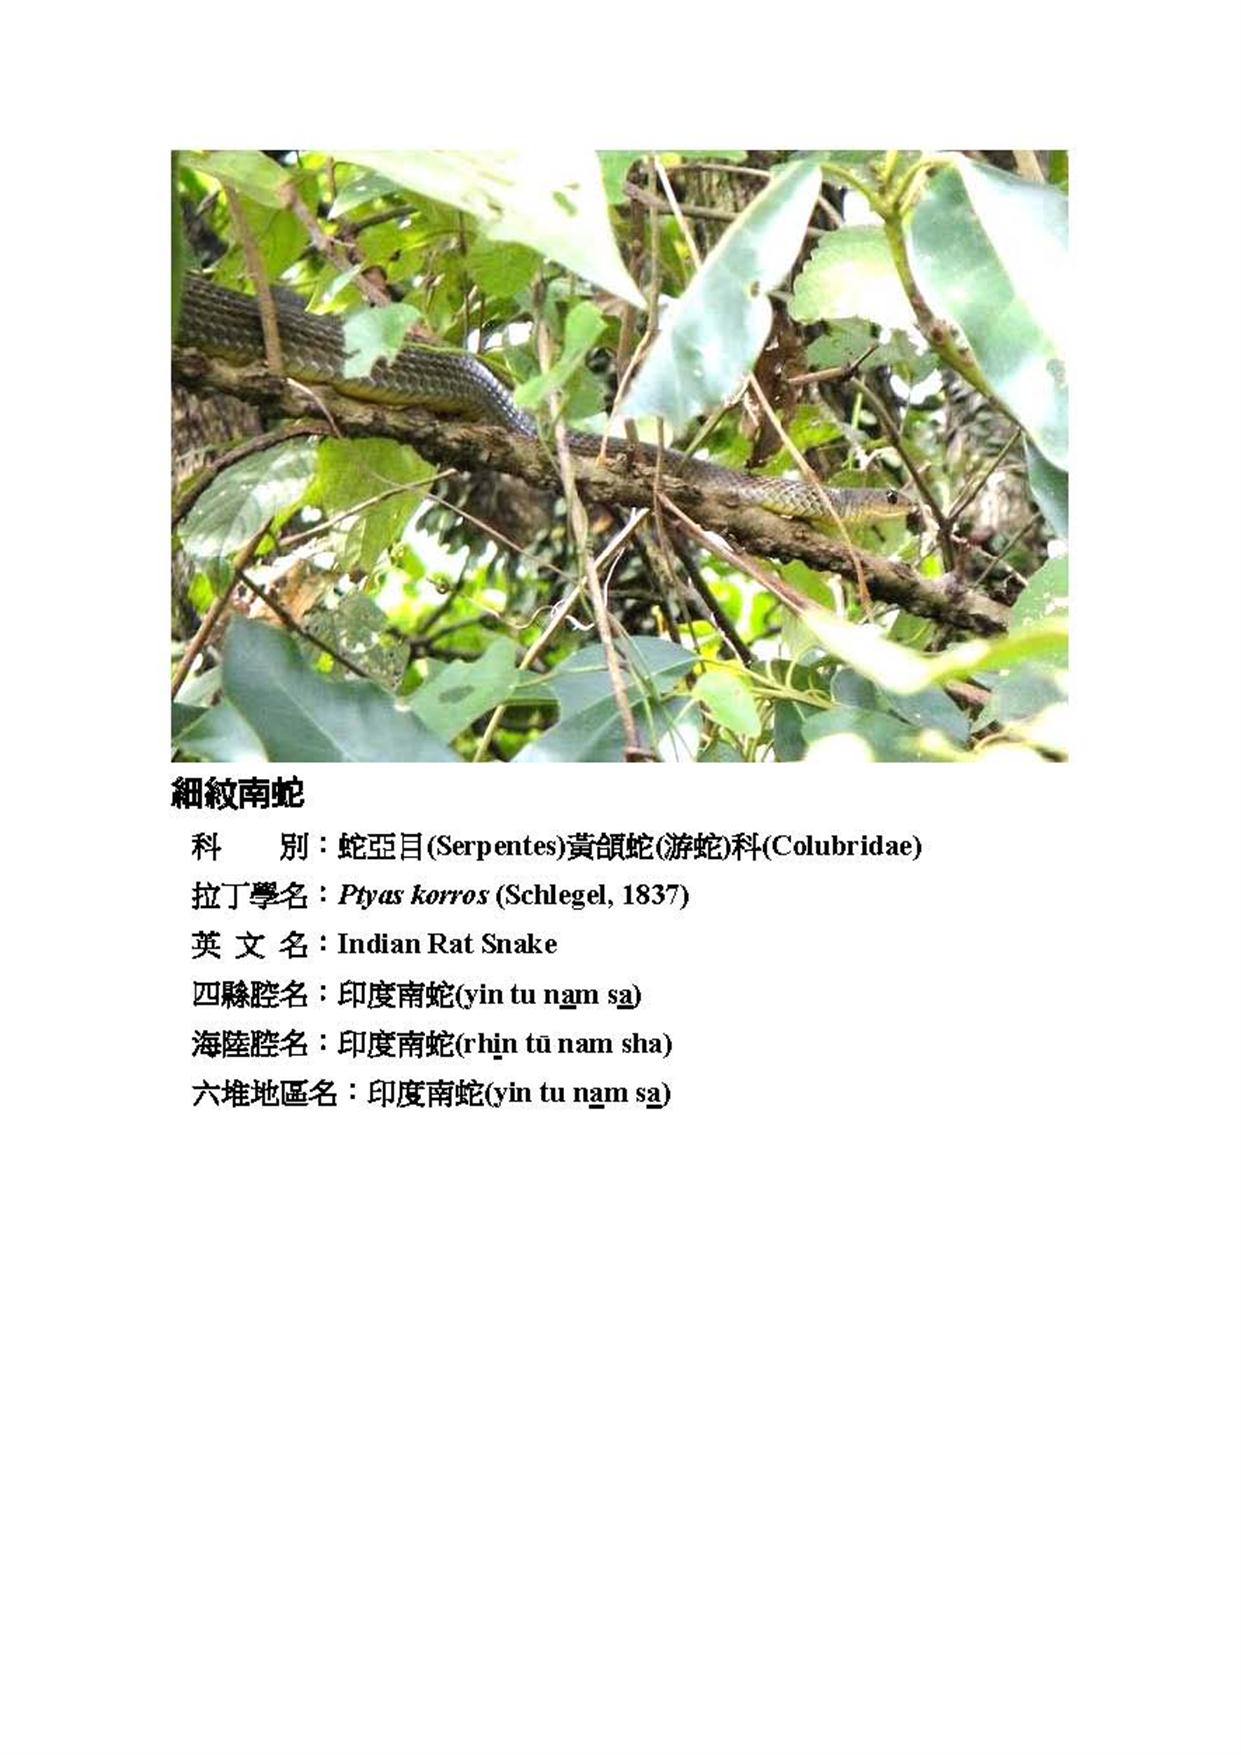 細紋南蛇
科　　別：蛇亞目(Serpentes)黃頷蛇(游蛇)科(Colubridae)
拉丁學名：Ptyas korros (Schlegel, 1837)
英 文 名：Indian Rat Snake
四縣腔名：印度南蛇(yin tu na̲m sa̲)
海陸腔名：印度南蛇(rhi̲n tū nam sha)
六堆地區名：印度南蛇(yin tu na̲m sa̲)